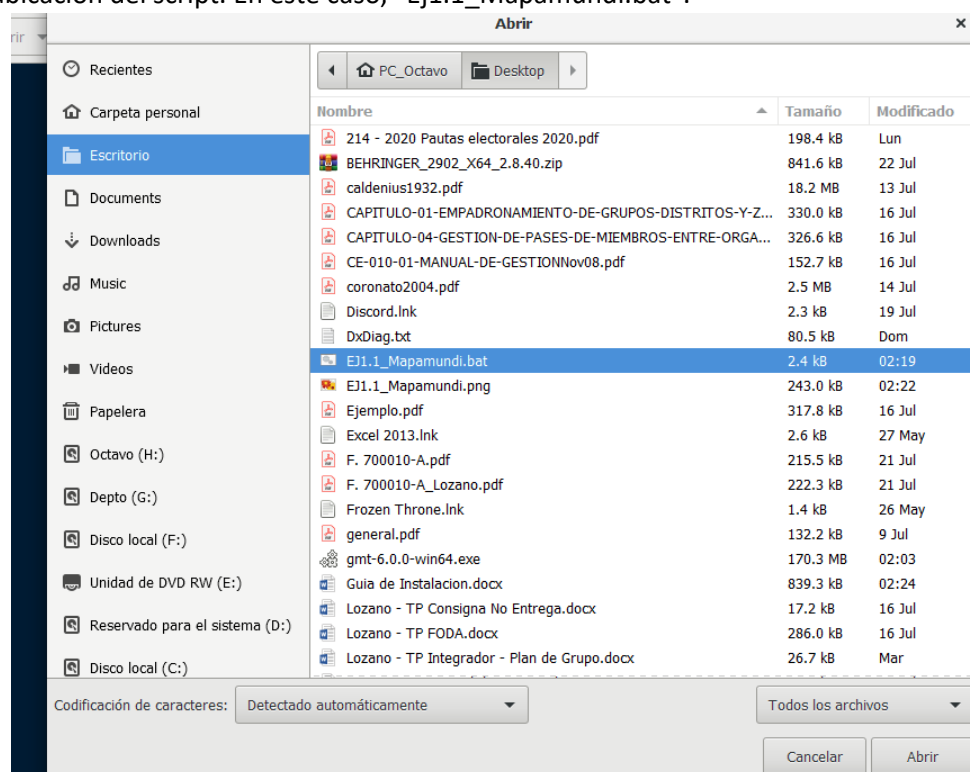 ubicación del script. En este caso, "EJ1.1_Mapamundi.bat".
rir
Abrir
Recientes
Carpeta personal
Escritorio
Documents
Downloads
Music
Pictures
Videos
Papelera
Octavo (H:)
Depto (G:)
Disco local (F:)
Unidad de DVD RW (E:)
Reservado para el sistema (D:)
Disco local (C:)
PC_Octavo Desktop
Nombre Tamaño Modificado
214 - 2020 Pautas electorales 2020.pdf 198.4 kB Lun
BEHRINGER_2902_X64_2.8.40.zip 841.6 kB 22 Jul
caldenius1932.pdf 18.2 MB 13 Jul
CAPITULO-01-EMPADRONAMIENTO-DE-GRUPOS-DISTRITOS-Y-Z... 330.0 kB 16 Jul
CAPITULO-04-GESTION-DE-PASES-DE-MIEMBROS-ENTRE-ORGA... 326.6 kB 16 Jul
CE-010-01-MANUAL-DE-GESTIONNov08.pdf 152.7 kB 16 Jul
coronato2004.pdf 2.5 MB 14 Jul
Discord.lnk 2.3 kB 19 Jul
DxDiag.txt 80.5 kB Dom
EJ1.1_Mapamundi.bat 2.4 kB 02:19
EJ1.1_Mapamundi.png 243.0 kB 02:22
Ejemplo.pdf 317.8 kB 16 Jul
Excel 2013.lnk 2.6 kB 27 May
F. 700010-A.pdf 215.5 kB 21 Jul
F. 700010-A_Lozano.pdf 222.3 kB 21 Jul
Frozen Throne.lnk 1.4 kB 26 May
general.pdf 132.2 kB 9 Jul
gmt-6.0.0-win64.exe 170.3 MB 02:03
Guia de Instalacion.docx 839.3 kB 02:24
Lozano - TP Consigna No Entrega.docx 17.2 kB 16 Jul
Lozano - TP FODA.docx 286.0 kB 16 Jul
Lozano - TP Integrador - Plan de Grupo.docx 26.7 kB Mar
Codificación de caracteres: Detectado automáticamente Todos los archivos
Cancelar Abrir